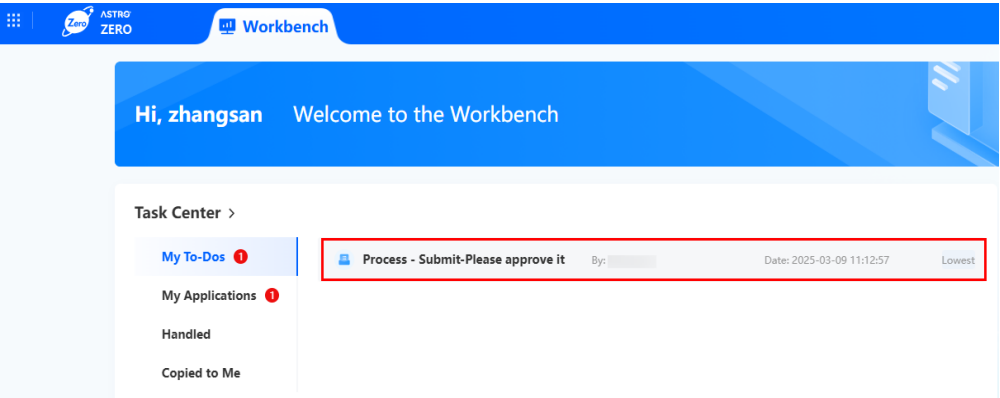 Zero
ASTRO
ZERO
Workbench
Hi, zhangsan Welcome to the Workbench
Task Center >
My To-Dos 1
Process - Submit-Please approve it By: Date: 2025-03-09 11:12:57 Lowest
My Applications 1
Handled
Copied to Me